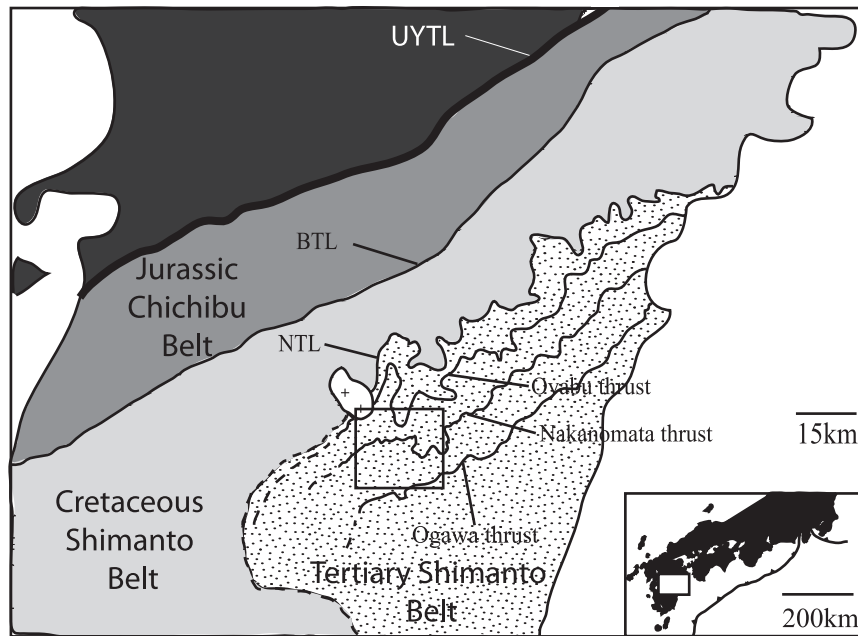 UYTL
BTL
Jurassic
Chichibu
Belt
NTL
Oyabu thrust
Nakanomata thrust
15km
Cretaceous
Shimanto
Belt
Ogawa thrust
Tertiary Shimanto
Belt
200km